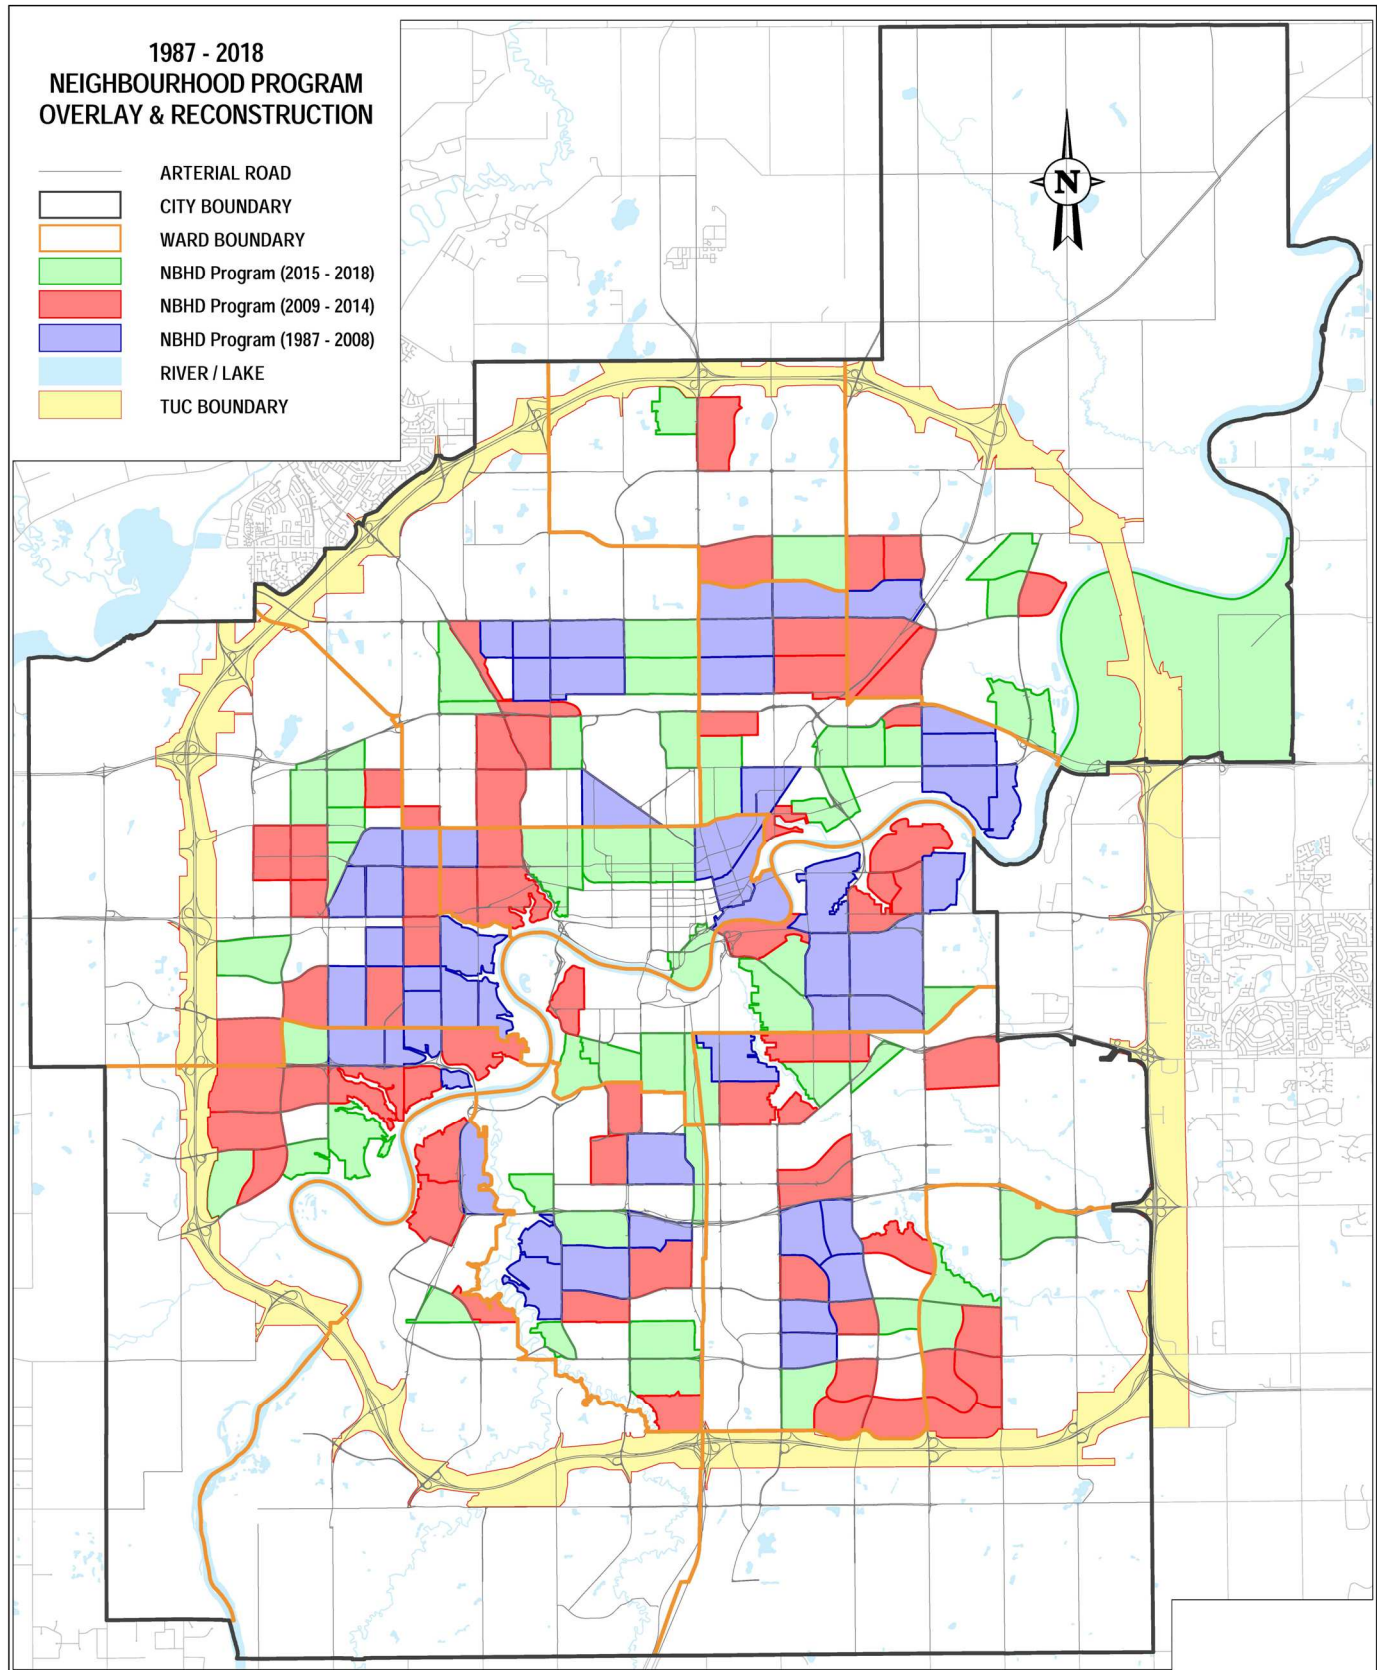 1987 - 2018
NEIGHBOURHOOD PROGRAM
OVERLAY & RECONSTRUCTION
ARTERIAL ROAD
CITY BOUNDARY
WARD BOUNDARY
NBHD Program (2015 - 2018)
NBHD Program (2009 - 2014)
NBHD Program (1987 - 2008)
RIVER / LAKE
TUC BOUNDARY
N